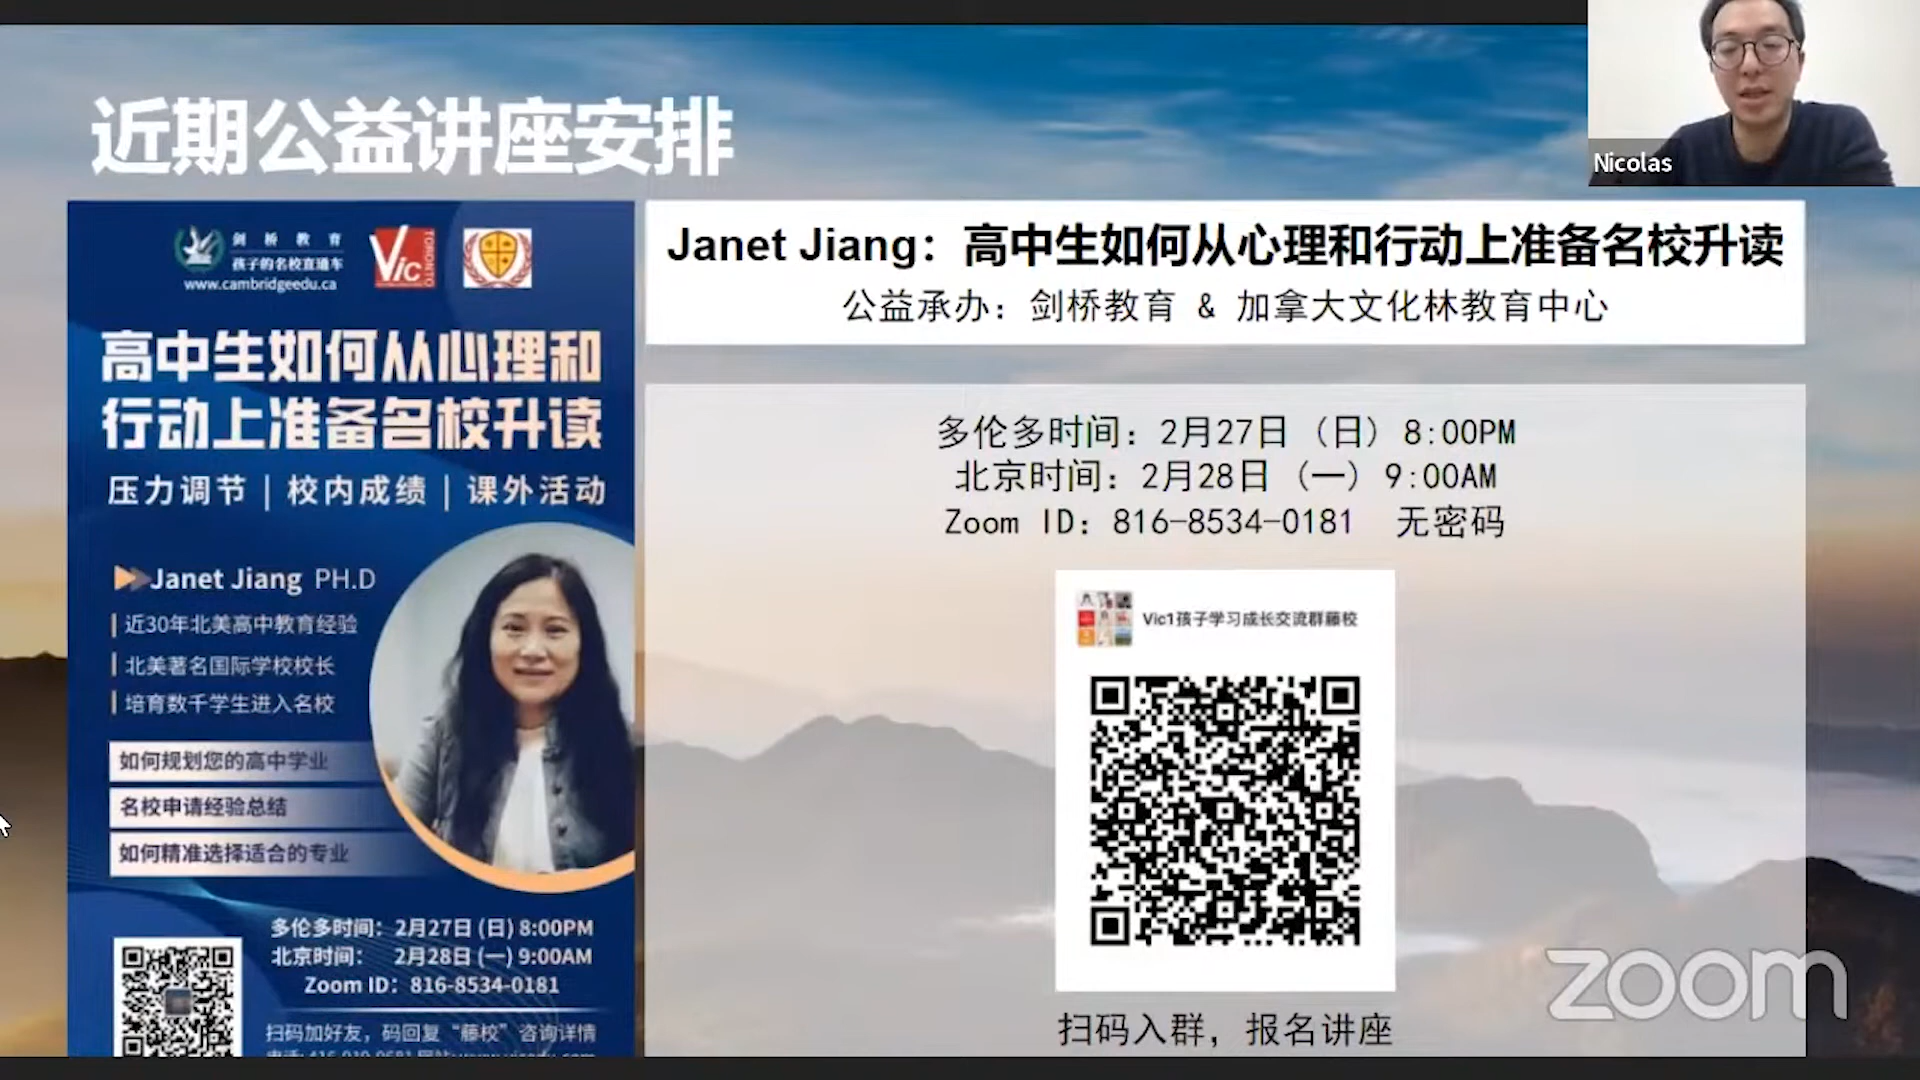 近期公益讲座安排
Nicolas
剑桥教育
孩子的名校直通车
www.cambridgeedu.ca
Vic
TORONTO
高中生如何从心理和
行动上准备名校升读
压力调节 | 校内成绩 | 课外活动
Janet Jiang PH.D
近30年北美高中教育经验
北美著名国际学校校长
培育数千学生进入名校
如何规划您的高中学业
名校申请经验总结
如何精准选择适合的专业
多伦多时间：2月27日 (日) 8:00PM
北京时间： 2月28日 (一) 9:00AM
Zoom ID：816-8534-0181
扫码加好友，码回复“藤校”咨询详情
Janet Jiang：高中生如何从心理和行动上准备名校升读
公益承办：剑桥教育 & 加拿大文化林教育中心
多伦多时间：2月27日（日）8:00PM
北京时间：2月28日（一）9:00AM
Zoom ID：816-8534-0181 无密码
Vic1孩子学习成长交流群藤校
扫码入群，报名讲座
zoom